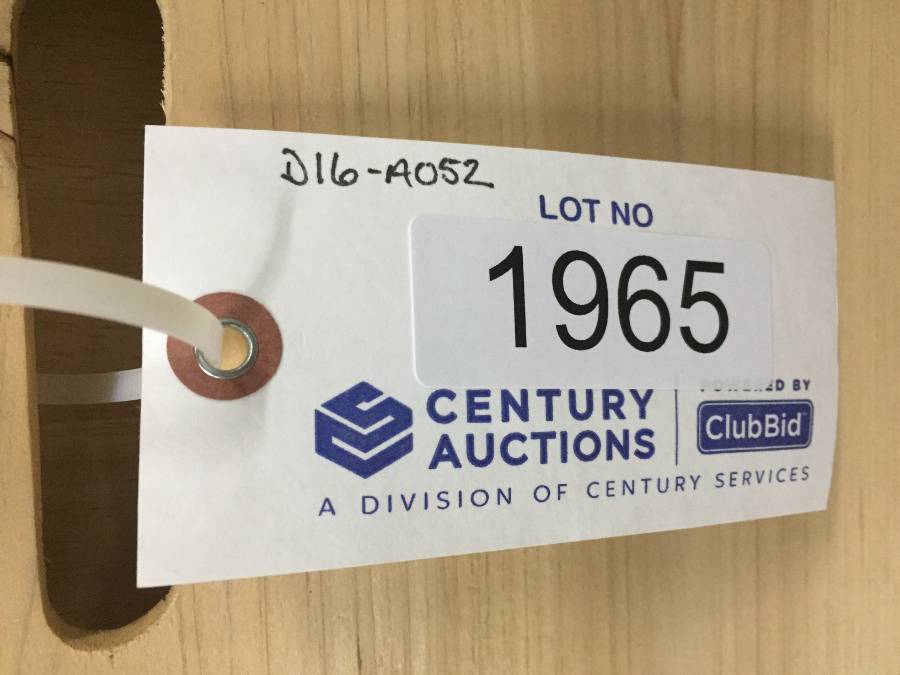 D16-A052
LOT NO
1965
CENTURY
AUCTIONS
POWERED BY
ClubBid
A DIVISION OF CENTURY SERVICES